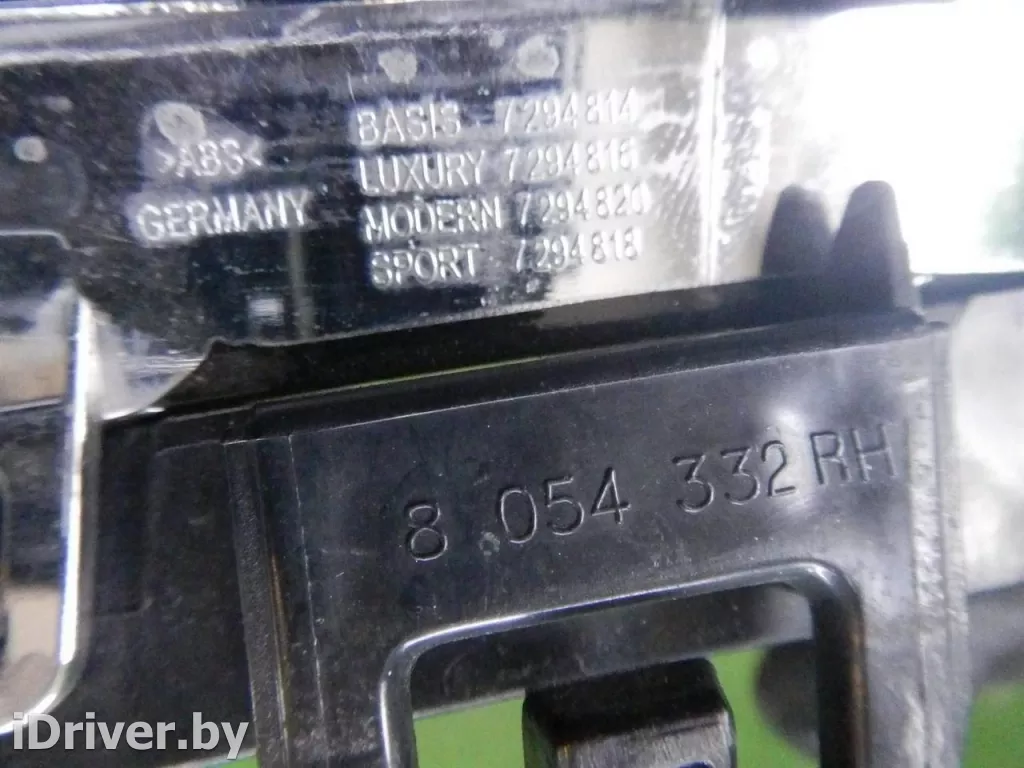 BASIS 7294814
>ABS< LUXURY 7294816
GERMANY MODERN 7294820
SPORT 7294818
8 054 332 RH
iDriver.by